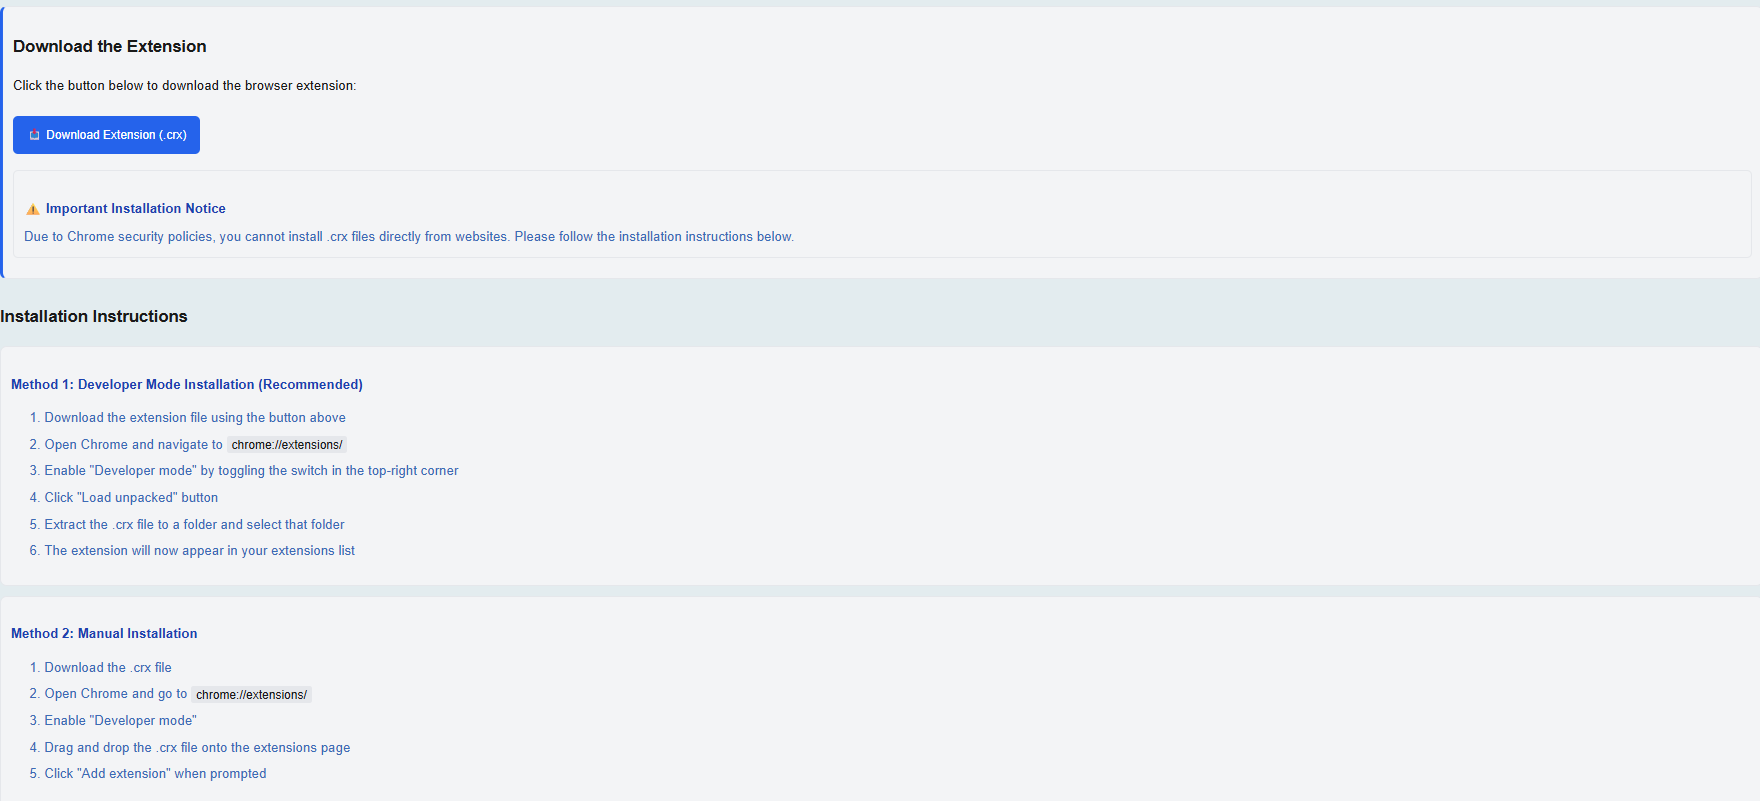 Download the Extension
Click the button below to download the browser extension:
Download Extension (.crx)
Important Installation Notice
Due to Chrome security policies, you cannot install .crx files directly from websites. Please follow the installation instructions below.
Installation Instructions
Method 1: Developer Mode Installation (Recommended)
1. Download the extension file using the button above
2. Open Chrome and navigate to chrome://extensions/
3. Enable "Developer mode" by toggling the switch in the top-right corner
4. Click "Load unpacked" button
5. Extract the .crx file to a folder and select that folder
6. The extension will now appear in your extensions list
Method 2: Manual Installation
1. Download the .crx file
2. Open Chrome and go to chrome://extensions/
3. Enable "Developer mode"
4. Drag and drop the .crx file onto the extensions page
5. Click "Add extension" when prompted